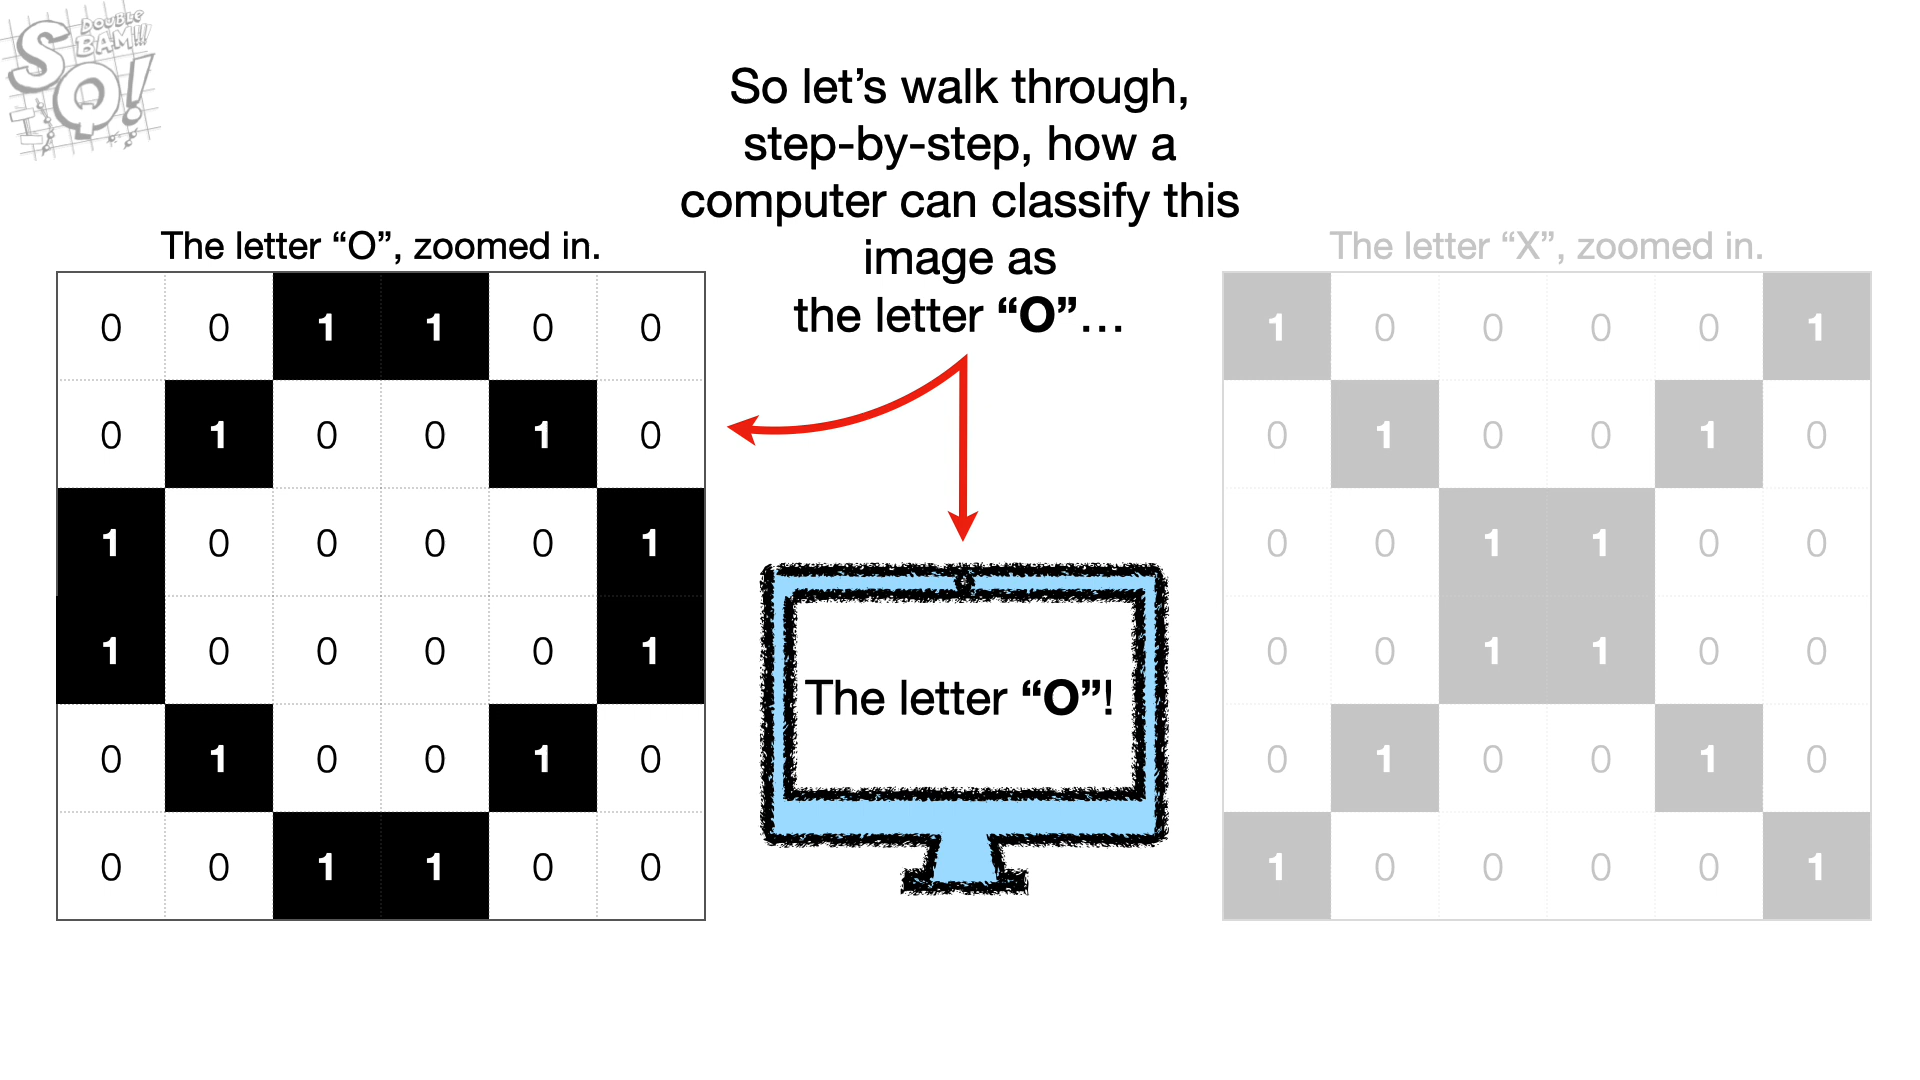 DOUBLE
BAM!!!
SQ!
So let’s walk through,
step-by-step, how a
computer can classify this
image as
the letter “O”…
The letter “O”, zoomed in.
0 0 1 1 0 0
0 1 0 0 1 0
1 0 0 0 0 1
1 0 0 0 0 1
0 1 0 0 1 0
0 0 1 1 0 0
The letter “O”!
The letter “X”, zoomed in.
1 0 0 0 0 1
0 1 0 0 1 0
0 0 1 1 0 0
0 0 1 1 0 0
0 1 0 0 1 0
1 0 0 0 0 1